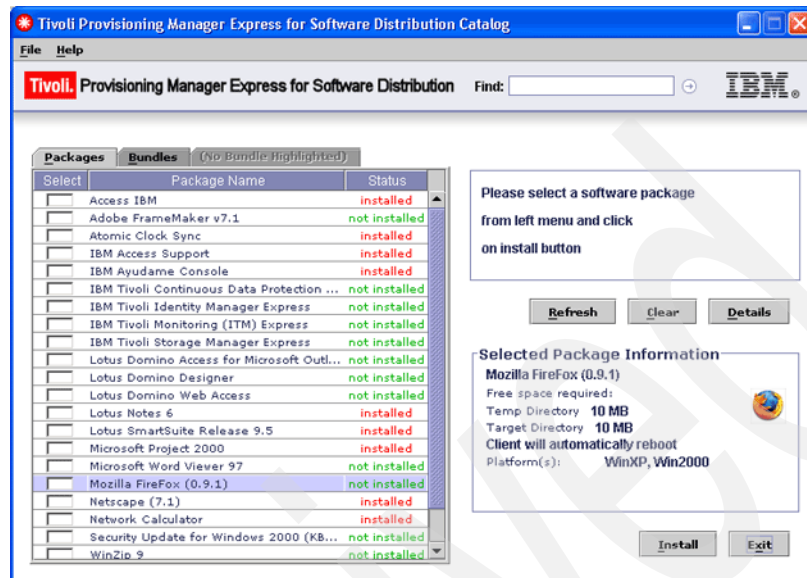 Tivoli Provisioning Manager Express for Software Distribution Catalog
File Help
Tivoli. Provisioning Manager Express for Software Distribution Find: IBM®
Packages Bundles (No Bundle Highlighted)
Select Package Name Status
Access IBM installed
Adobe FrameMaker v7.1 not installed
Atomic Clock Sync installed
IBM Access Support installed
IBM Ayudame Console installed
IBM Tivoli Continuous Data Protection ... not installed
IBM Tivoli Identity Manager Express not installed
IBM Tivoli Monitoring (ITM) Express not installed
IBM Tivoli Storage Manager Express not installed
Lotus Domino Access for Microsoft Outl... not installed
Lotus Domino Designer not installed
Lotus Domino Web Access not installed
Lotus Notes 6 installed
Lotus SmartSuite Release 9.5 installed
Microsoft Project 2000 installed
Microsoft Word Viewer 97 not installed
Mozilla FireFox (0.9.1) not installed
Netscape (7.1) installed
Network Calculator installed
Security Update for Windows 2000 (KB... not installed
WinZip 9 not installed
Please select a software package
from left menu and click
on install button
Refresh Clear Details
Selected Package Information
Mozilla FireFox (0.9.1)
Free space required:
Temp Directory 10 MB
Target Directory 10 MB
Client will automatically reboot
Platform(s): WinXP, Win2000
Install Exit